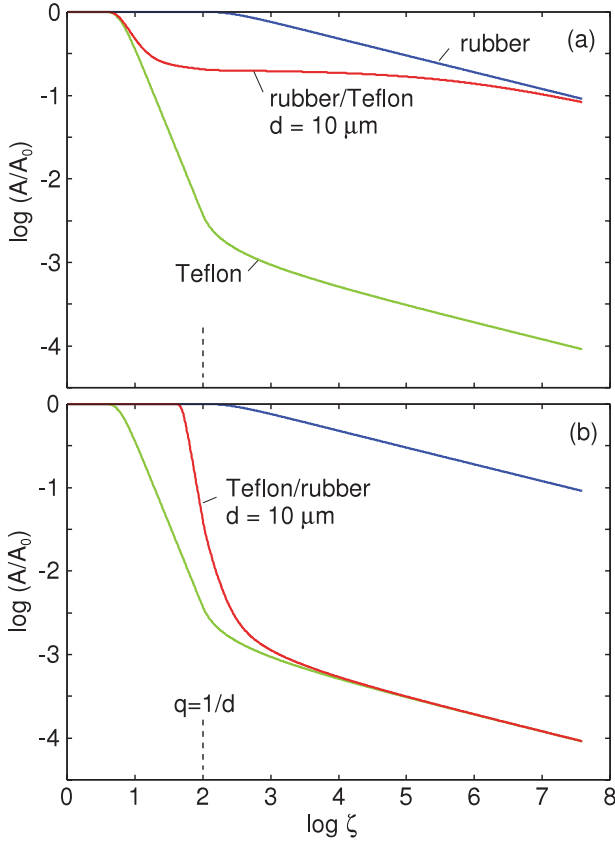 0
(a)
rubber
-1
rubber/Teflon
d = 10 μm
log (A/A₀)
-2
-3
Teflon
-4
0
(b)
Teflon/rubber
-1
d = 10 μm
log (A/A₀)
-2
-3
q=1/d
-4
0 1 2 3 4 5 6 7 8
log ζ